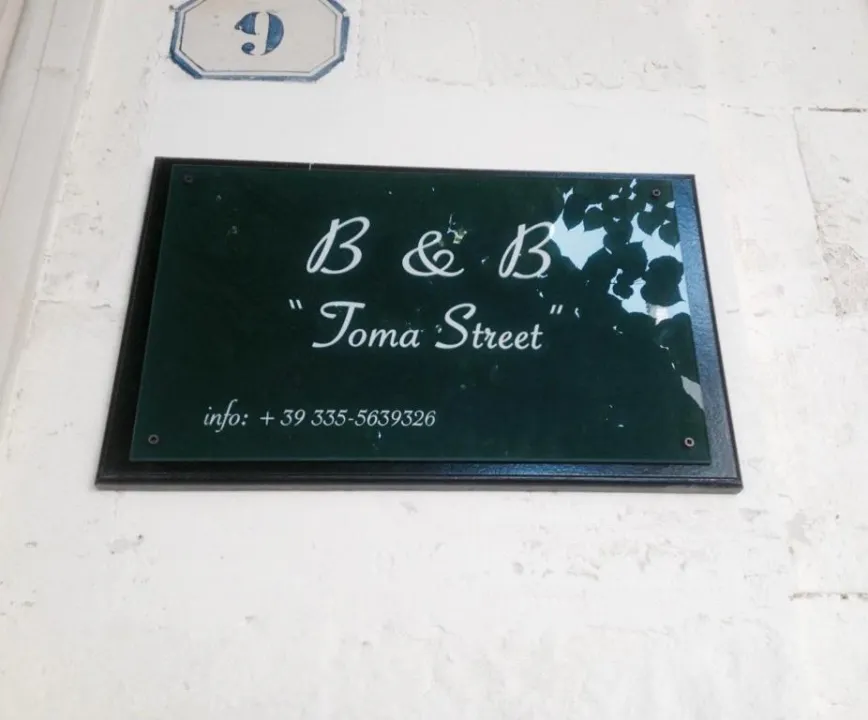 9
B & B
"Toma Street"
info: + 39 335-5639326